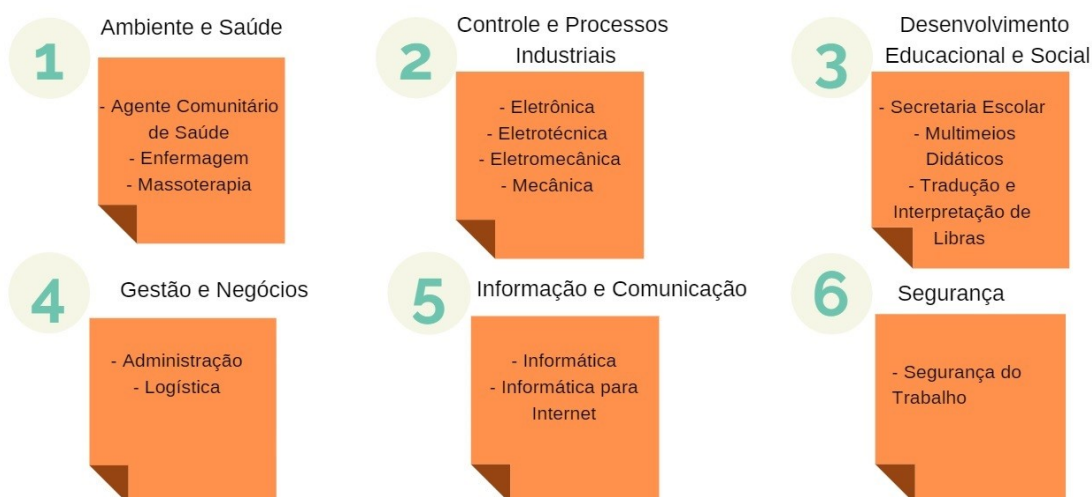 1
Ambiente e Saúde
- Agente Comunitário
de Saúde
- Enfermagem
- Massoterapia
2
Controle e Processos
Industriais
- Eletrônica
- Eletrotécnica
- Eletromecânica
- Mecânica
3
Desenvolvimento
Educacional e Social
- Secretaria Escolar
- Multimeios
Didáticos
- Tradução e
Interpretação de
Libras
4
Gestão e Negócios
- Administração
- Logística
5
Informação e Comunicação
- Informática
- Informática para
Internet
6
Segurança
- Segurança do
Trabalho